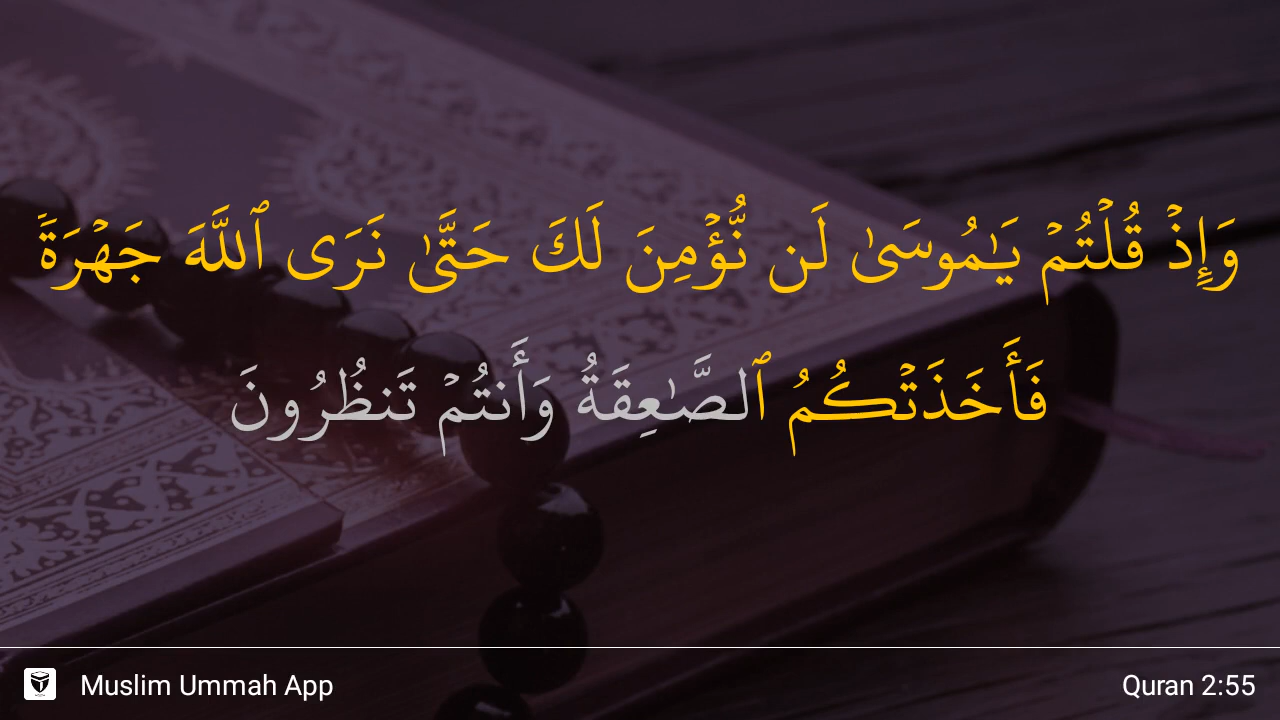 وَإِذۡ قُلۡتُمۡ يَٰمُوسَىٰ لَن نُّؤۡمِنَ لَكَ حَتَّىٰ نَرَى ٱللَّهَ جَهۡرَةٗ
فَأَخَذَتۡكُمُ ٱلصَّٰعِقَةُ وَأَنتُمۡ تَنظُرُونَ
Muslim Ummah App
Quran 2:55